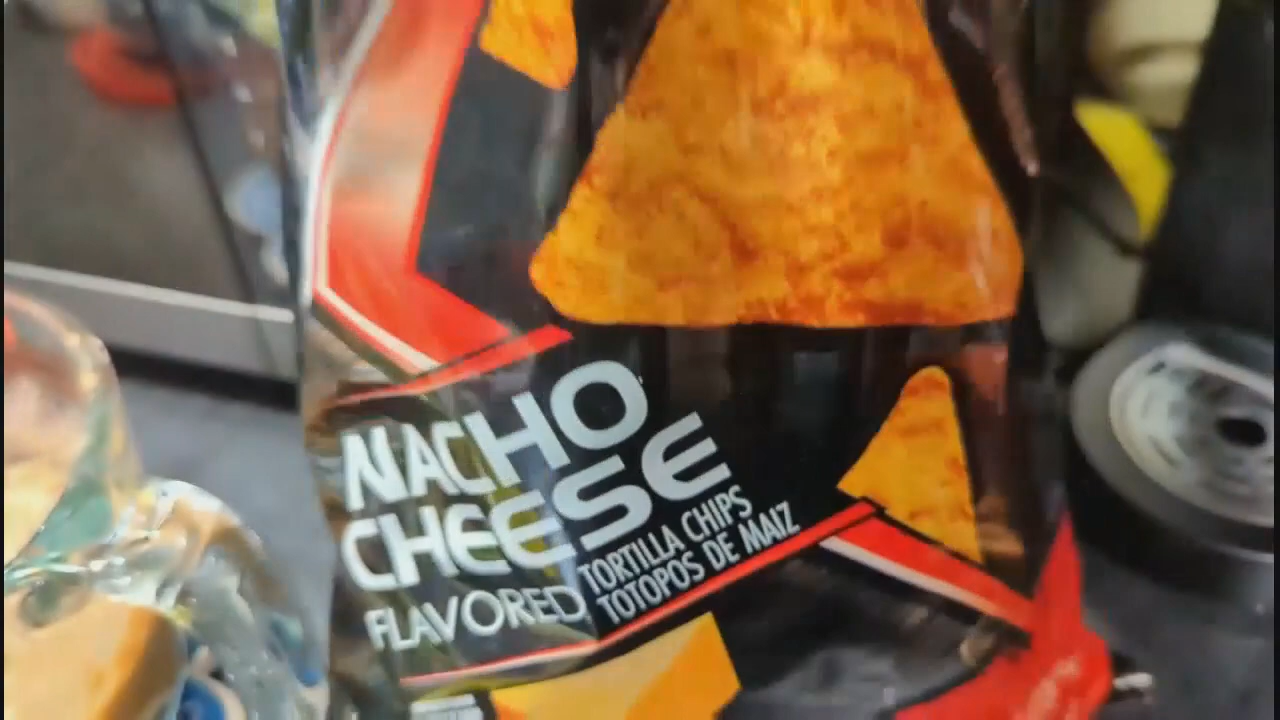 NACHO
CHEESE
FLAVORED
TORTILLA CHIPS
TOTOPOS DE MAIZ